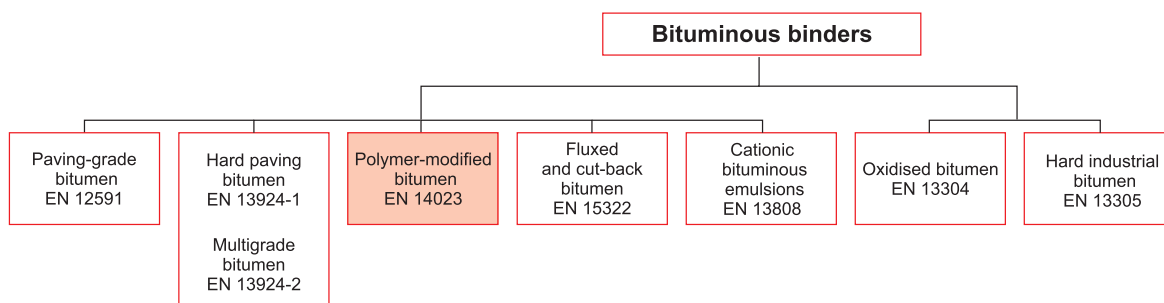 Bituminous binders
Paving-grade
bitumen
EN 12591
Hard paving
bitumen
EN 13924-1
Multigrade
bitumen
EN 13924-2
Polymer-modified
bitumen
EN 14023
Fluxed
and cut-back
bitumen
EN 15322
Cationic
bituminous
emulsions
EN 13808
Oxidised bitumen
EN 13304
Hard industrial
bitumen
EN 13305